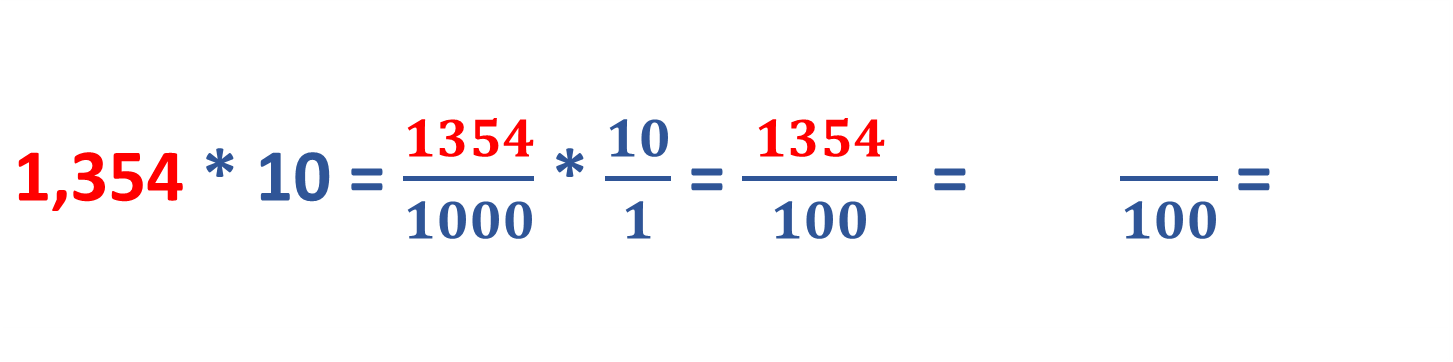 1,354 * 10 = 1354/1000 * 10/1 = 1354/100 = /100 =